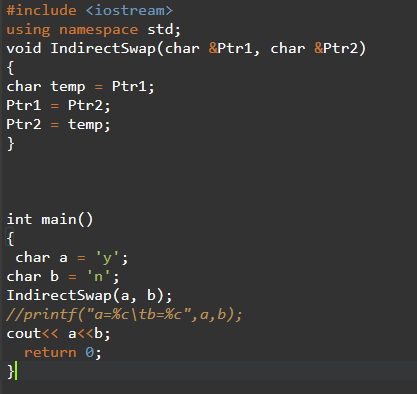 #include <iostream>
using namespace std;
void IndirectSwap(char &Ptr1, char &Ptr2)
{
char temp = Ptr1;
Ptr1 = Ptr2;
Ptr2 = temp;
}
int main()
{
char a = 'y';
char b = 'n';
IndirectSwap(a, b);
//printf("a=%c\tb=%c",a,b);
cout<< a<<b;
return 0;
}